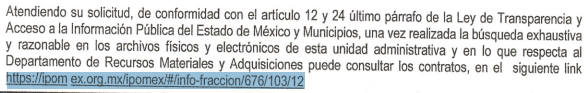 Atendiendo su solicitud, de conformidad con el artículo 12 y 24 último párrafo de la Ley de Transparencia y
Acceso a la Información Pública del Estado de México y Municipios, una vez realizada la búsqueda exhaustiva
y razonable en los archivos físicos y electrónicos de esta unidad administrativa y en lo que respecta al
Departamento de Recursos Materiales y Adquisiciones puede consultar los contratos, en el siguiente link
https://ipom ex.org.mx/ipomex/#/info-fraccion/676/103/12